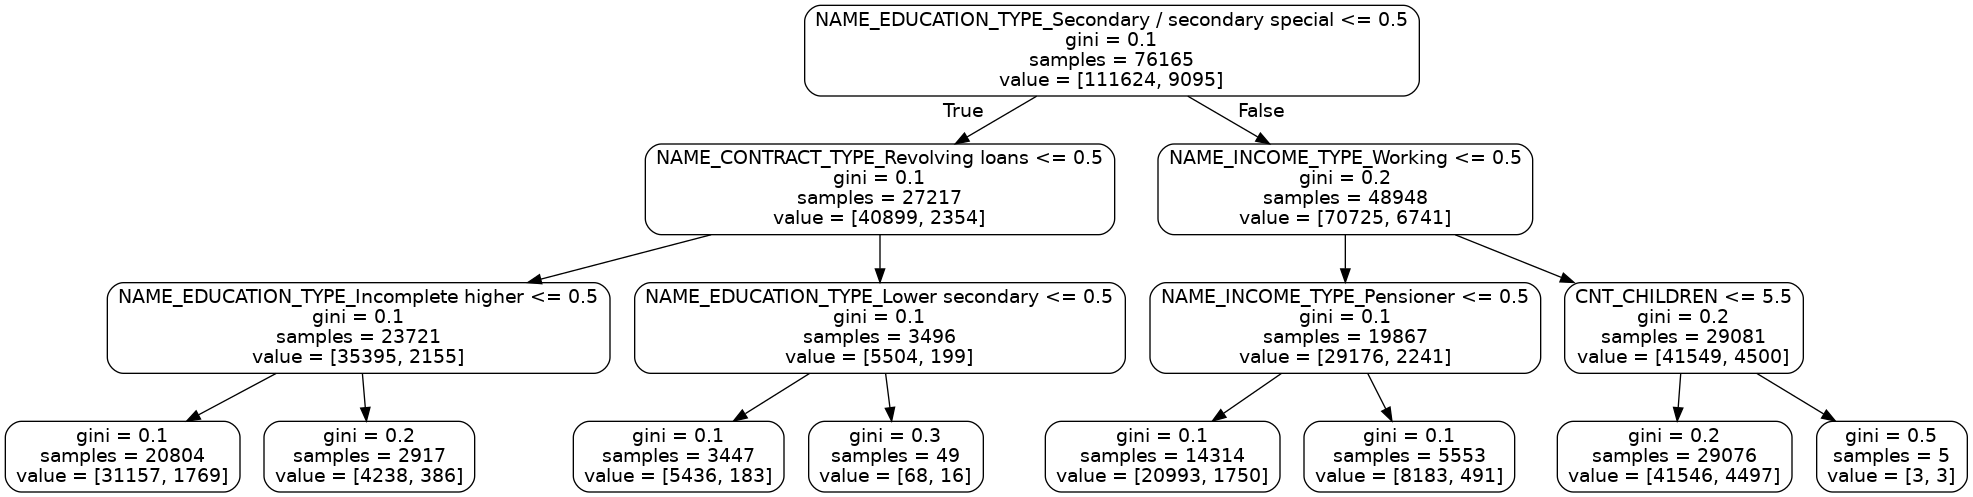 NAME_EDUCATION_TYPE_Secondary / secondary special <= 0.5
gini = 0.1
samples = 76165
value = [111624, 9095]
True
False
NAME_CONTRACT_TYPE_Revolving loans <= 0.5
gini = 0.1
samples = 27217
value = [40899, 2354]
NAME_INCOME_TYPE_Working <= 0.5
gini = 0.2
samples = 48948
value = [70725, 6741]
NAME_EDUCATION_TYPE_Incomplete higher <= 0.5
gini = 0.1
samples = 23721
value = [35395, 2155]
NAME_EDUCATION_TYPE_Lower secondary <= 0.5
gini = 0.1
samples = 3496
value = [5504, 199]
NAME_INCOME_TYPE_Pensioner <= 0.5
gini = 0.1
samples = 19867
value = [29176, 2241]
CNT_CHILDREN <= 5.5
gini = 0.2
samples = 29081
value = [41549, 4500]
gini = 0.1
samples = 20804
value = [31157, 1769]
gini = 0.2
samples = 2917
value = [4238, 386]
gini = 0.1
samples = 3447
value = [5436, 183]
gini = 0.3
samples = 49
value = [68, 16]
gini = 0.1
samples = 14314
value = [20993, 1750]
gini = 0.1
samples = 5553
value = [8183, 491]
gini = 0.2
samples = 29076
value = [41546, 4497]
gini = 0.5
samples = 5
value = [3, 3]